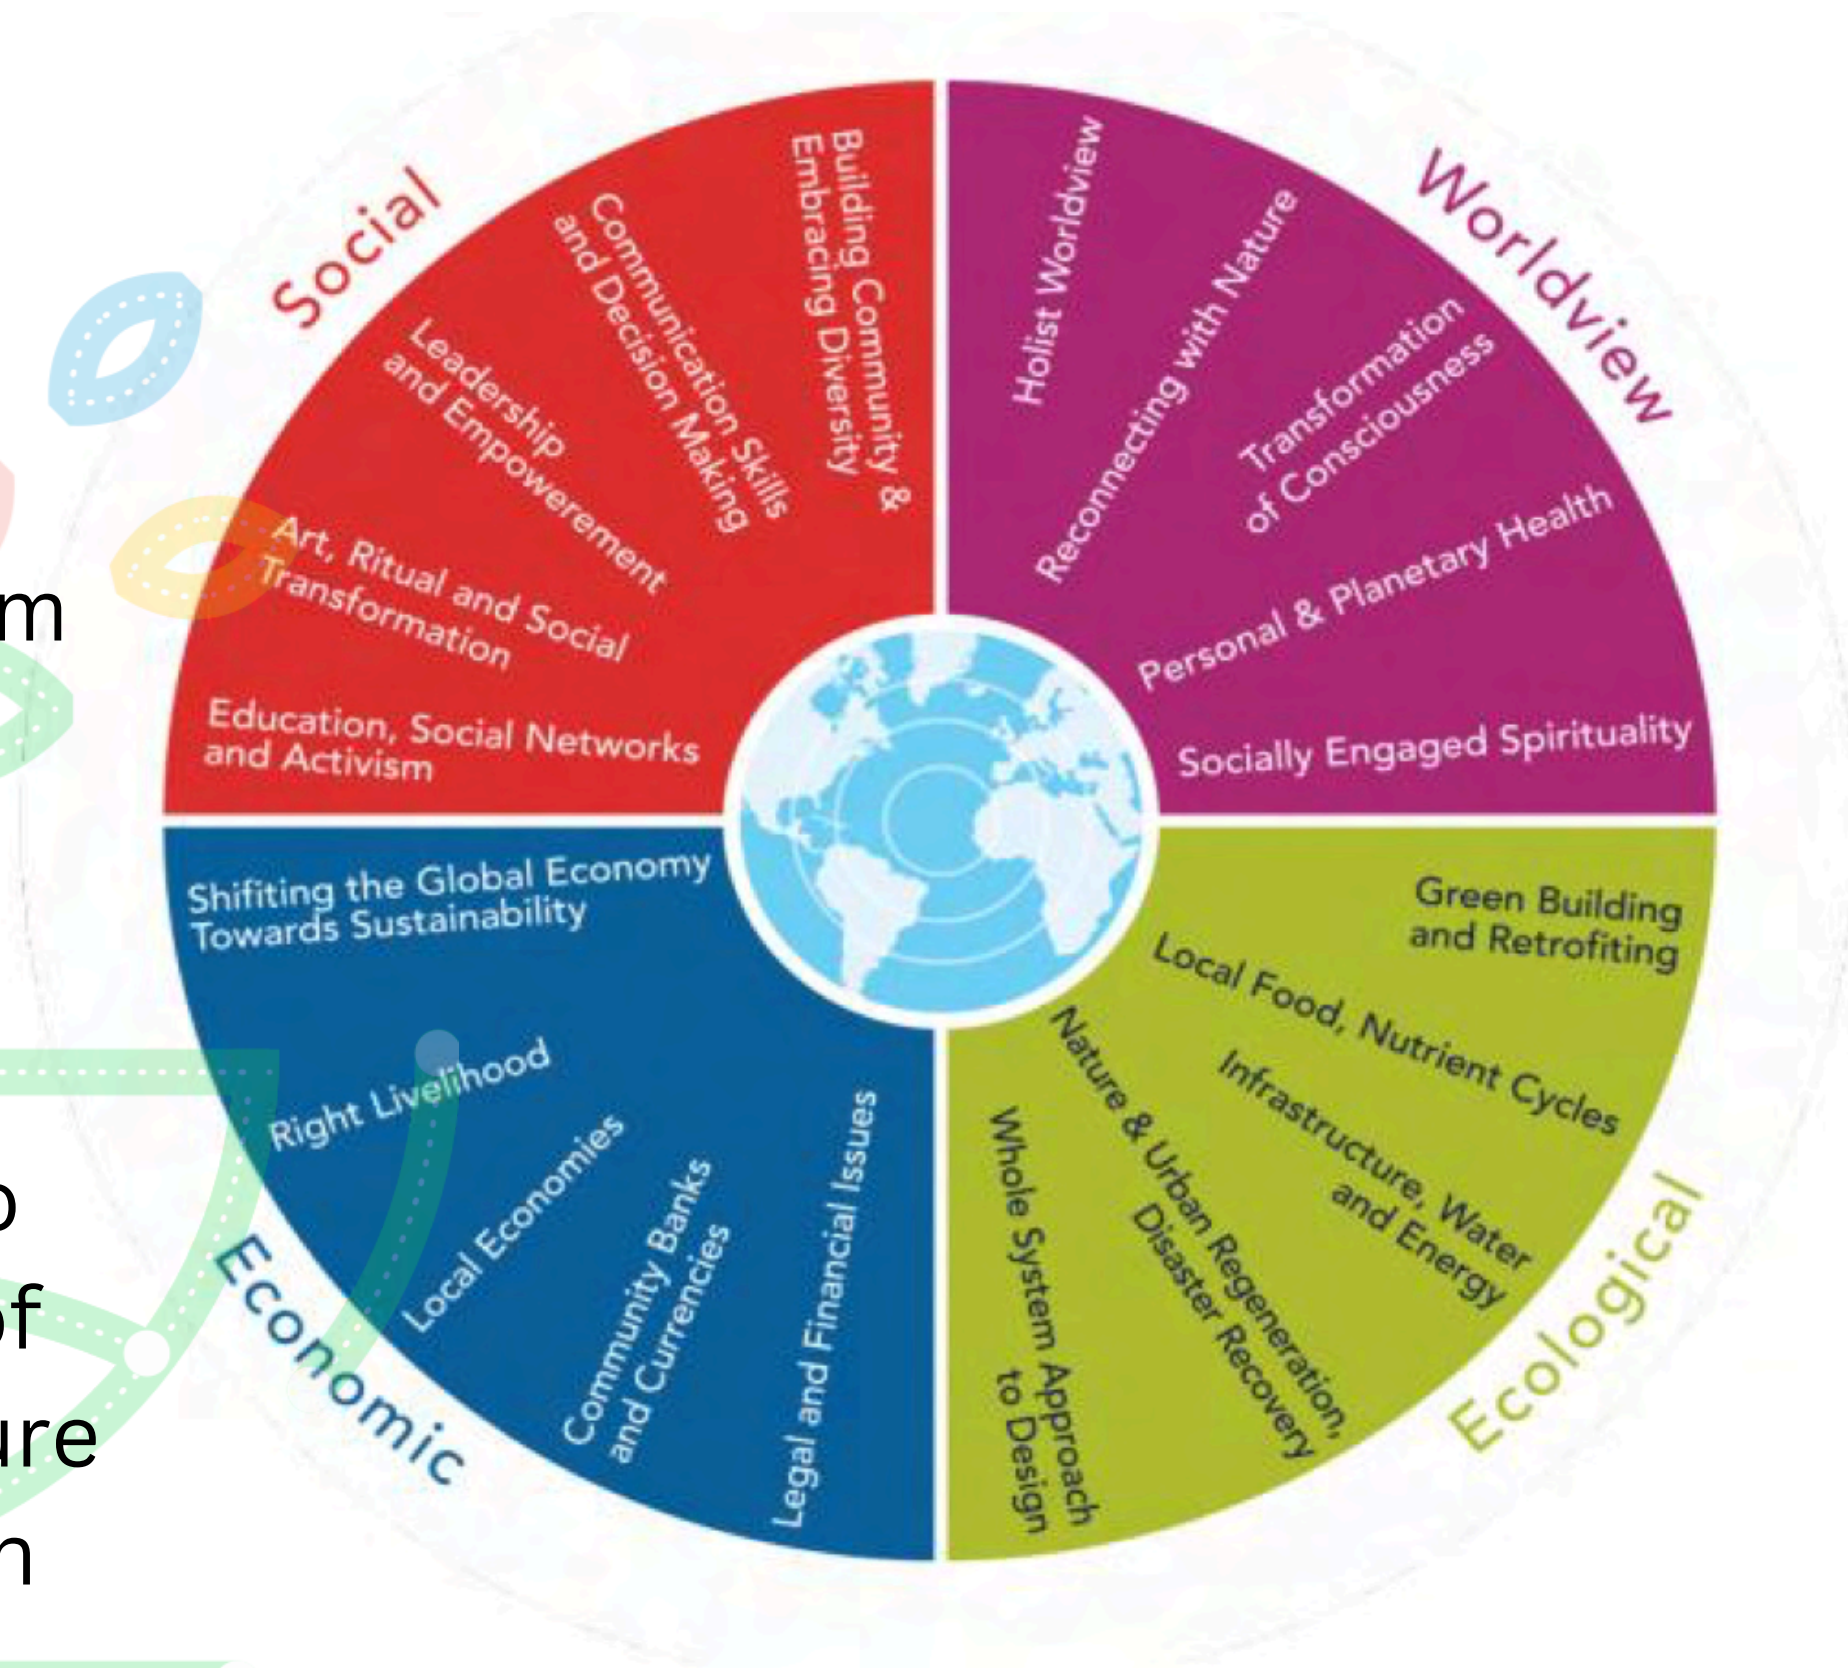 Social
Building Community &
Embracing Diversity
Communication Skills
and Decision Making
Leadership
and Empowerement
Art, Ritual and Social
Transformation
Education, Social Networks
and Activism
Worldview
Holist Worldview
Reconnecting with Nature
Transformation
of Consciousness
Personal & Planetary Health
Socially Engaged Spirituality
Economic
Shifiting the Global Economy
Towards Sustainability
Right Livelihood
Local Economies
Community Banks
and Currencies
Legal and Financial Issues
Ecological
Green Building
and Retrofiting
Local Food, Nutrient Cycles
Infrastructure, Water
and Energy
Nature & Urban Regeneration,
Disaster Recovery
Whole System Approach
to Design